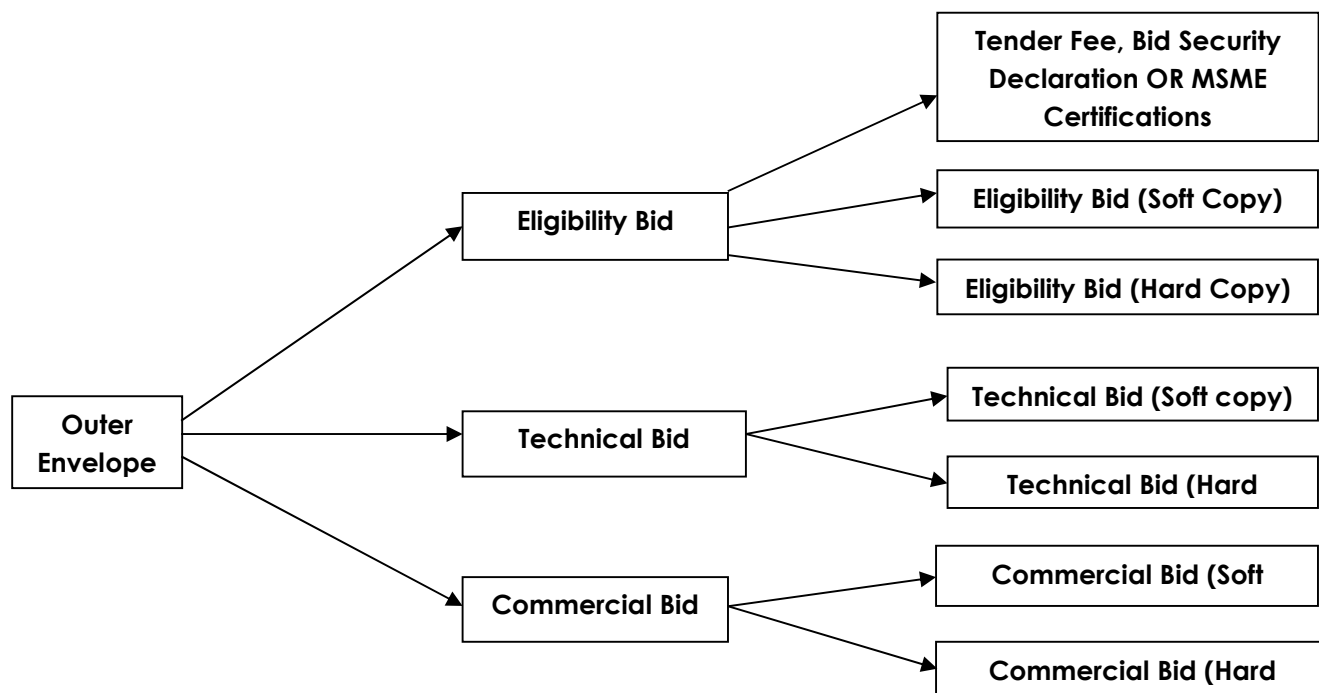 Tender Fee, Bid Security
Declaration OR MSME
Certifications
Eligibility Bid
Eligibility Bid (Soft Copy)
Eligibility Bid (Hard Copy)
Outer
Envelope
Technical Bid
Technical Bid (Soft copy)
Technical Bid (Hard
Commercial Bid
Commercial Bid (Soft
Commercial Bid (Hard